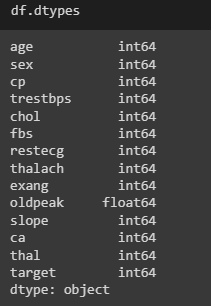 df.dtypes
age int64
sex int64
cp int64
trestbps int64
chol int64
fbs int64
restecg int64
thalach int64
exang int64
oldpeak float64
slope int64
ca int64
thal int64
target int64
dtype: object